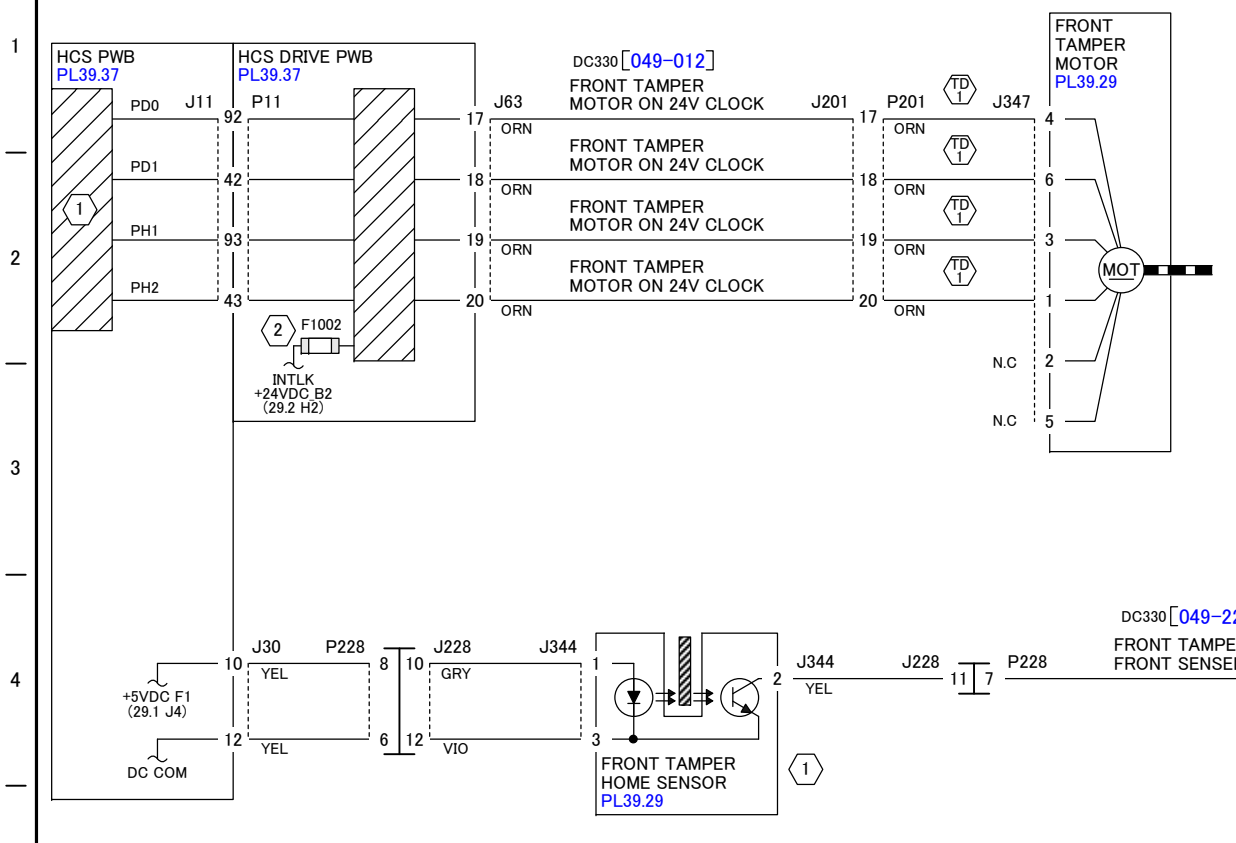 1
HCS PWB
PL39.37
HCS DRIVE PWB
PL39.37
DC330 [049-012]
FRONT TAMPER
MOTOR ON 24V CLOCK
FRONT
TAMPER
MOTOR
PL39.29
PD0
J11
P11
J63
J201
P201
TD
1
J347
92
17
ORN
17
ORN
4
FRONT TAMPER
MOTOR ON 24V CLOCK
TD
1
PD1
42
18
ORN
18
ORN
6
1
FRONT TAMPER
MOTOR ON 24V CLOCK
TD
1
PH1
93
19
ORN
19
ORN
3
2
FRONT TAMPER
MOTOR ON 24V CLOCK
TD
1
MOT
PH2
43
20
ORN
20
ORN
1
2
F1002
INTLK
+24VDC_B2
(29.2 H2)
N.C
2
N.C
5
3
DC330 [049-22
FRONT TAMPE
FRONT SENSE
4
J30
P228
J228
J344
J344
J228
P228
10
YEL
8
10
GRY
1
2
YEL
11
7
+5VDC F1
(29.1 J4)
12
YEL
6
12
VIO
3
DC COM
FRONT TAMPER
HOME SENSOR
PL39.29
1